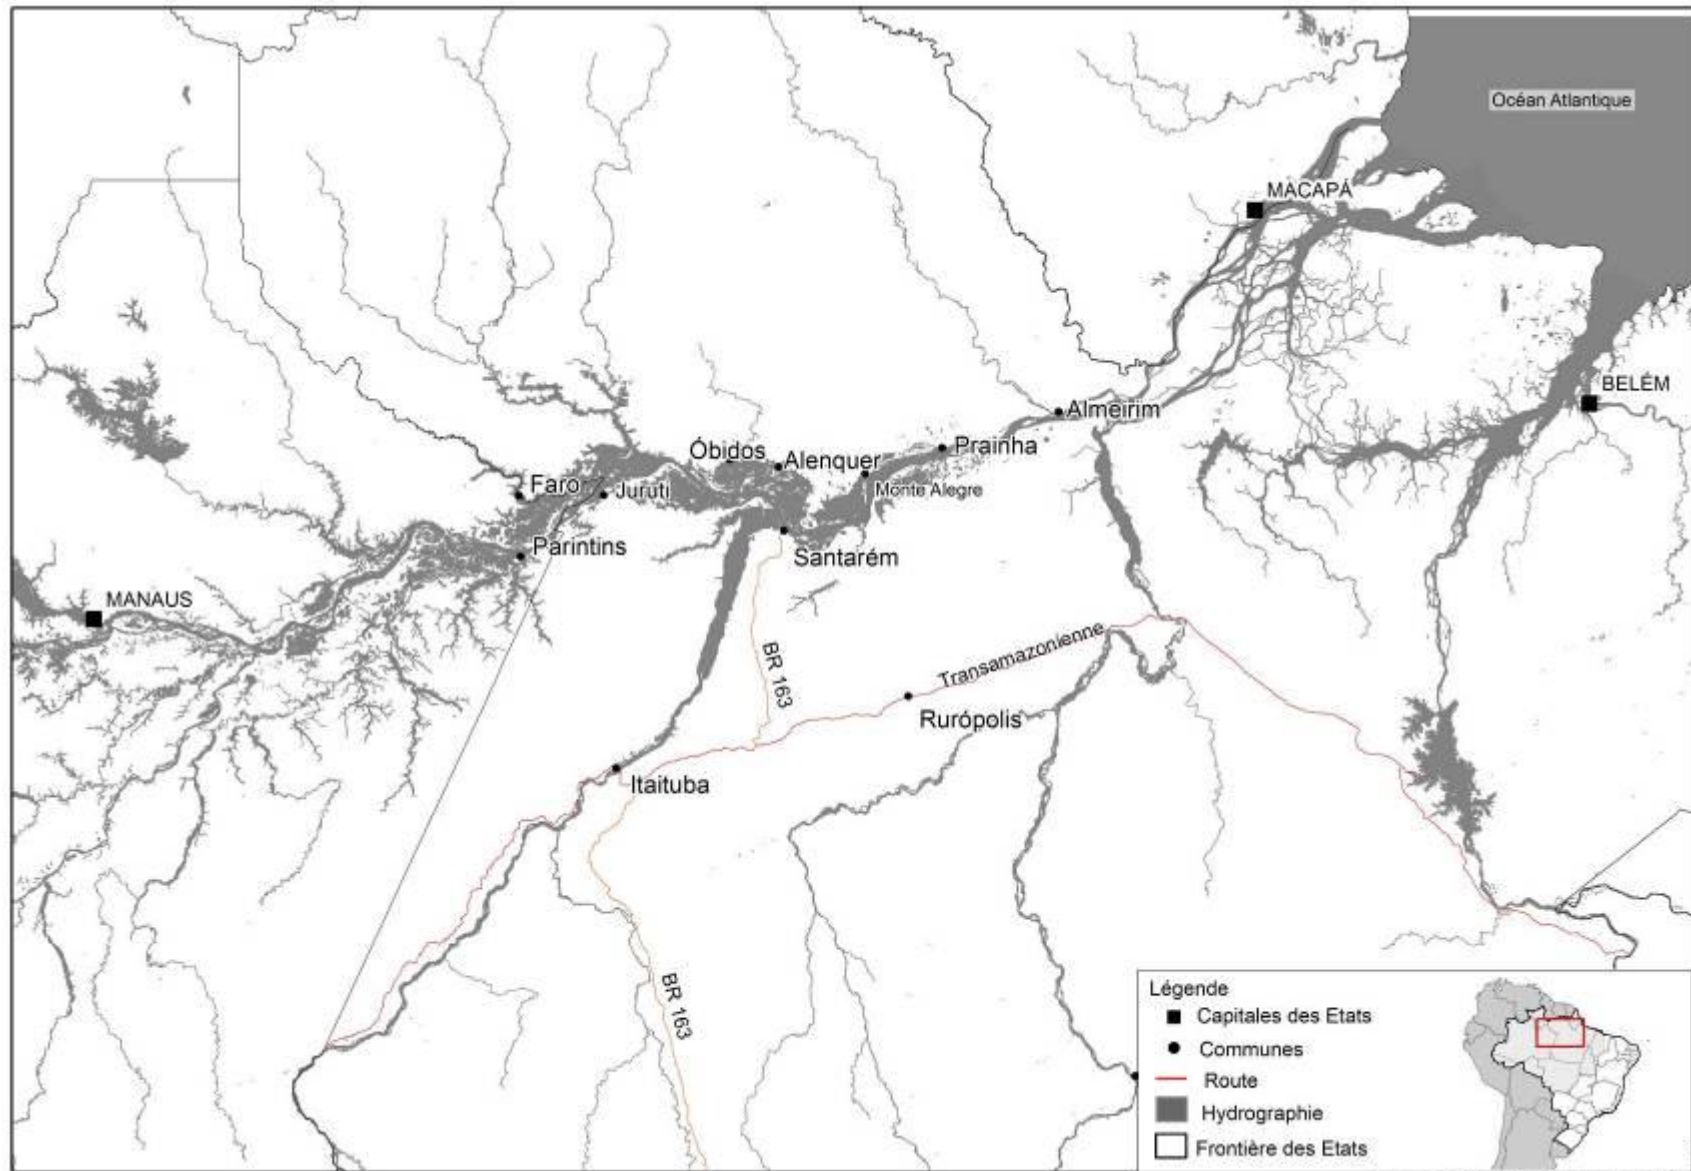 Océan Atlantique
MACAPÁ
BELÉM
Almeirim
Prainha
Óbidos
Alenquer
Monte Alegre
Faro
Juruti
Parintins
Santarém
MANAUS
BR 163
Transamazonienne
Rurópolis
Itaituba
BR 163
Légende
Capitales des Etats
Communes
Route
Hydrographie
Frontière des Etats